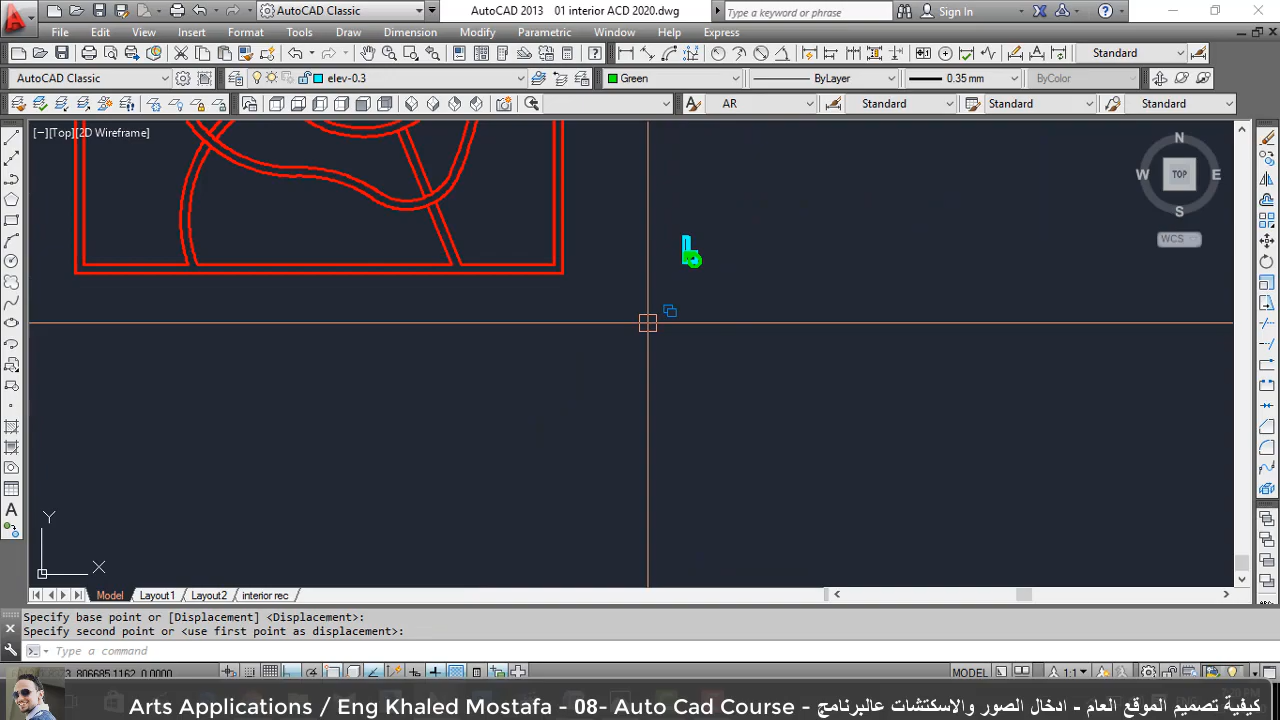 AutoCAD Classic
AutoCAD 2013 01 interior ACD 2020.dwg
Type a keyword or phrase
Sign In
File Edit View Insert Format Tools Draw Dimension Modify Parametric Window Help Express
Standard
AutoCAD Classic
elev-0.3
Green
ByLayer
0.35 mm
ByColor
AR
Standard
Standard
Standard
[−][Top][2D Wireframe]
N
W TOP E
S
WCS
Y
X
Model Layout1 Layout2 interior rec
Specify base point or [Displacement] <Displacement>:
Specify second point or <use first point as displacement>:
Type a command
MODEL
1:1
Arts Applications / Eng Khaled Mostafa - 08- Auto Cad Course - كيفية تصميم الموقع العام - ادخال الصور والاسكتشات عالبرنامج